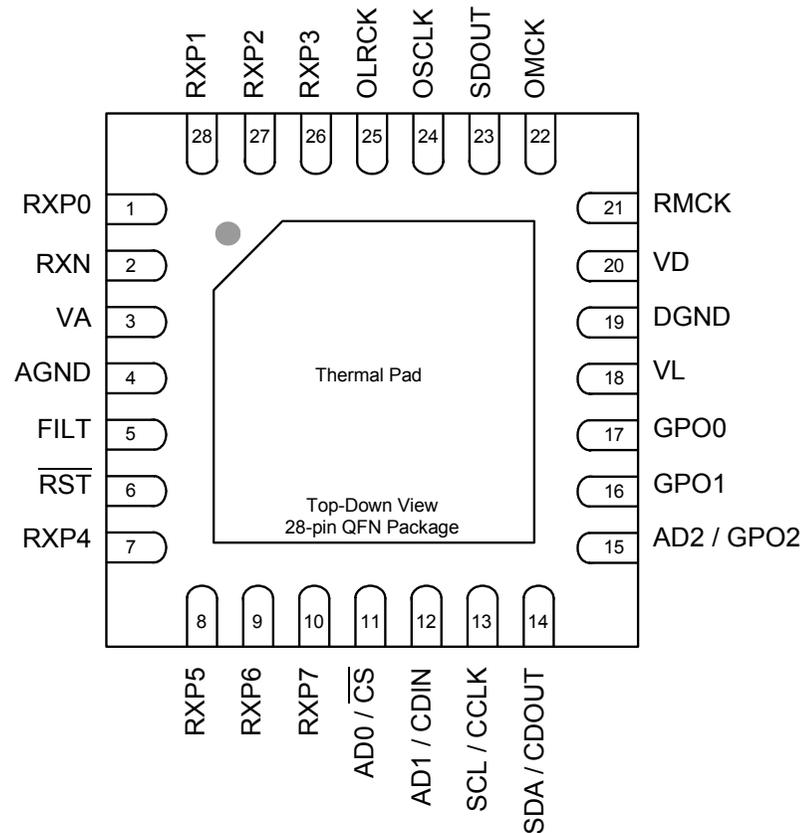 RXP1
RXP2
RXP3
OLRCK
OSCLK
SDOUT
OMCK
28
27
26
25
24
23
22
RXP0 1
21 RMCK
RXN 2
20 VD
VA 3
19 DGND
AGND 4
Thermal Pad
18 VL
FILT 5
17 GPO0
RST 6
16 GPO1
Top-Down View
28-pin QFN Package
RXP4 7
15 AD2 / GPO2
8
9
10
11
12
13
14
RXP5
RXP6
RXP7
AD0 / CS
AD1 / CDIN
SCL / CCLK
SDA / CDOUT